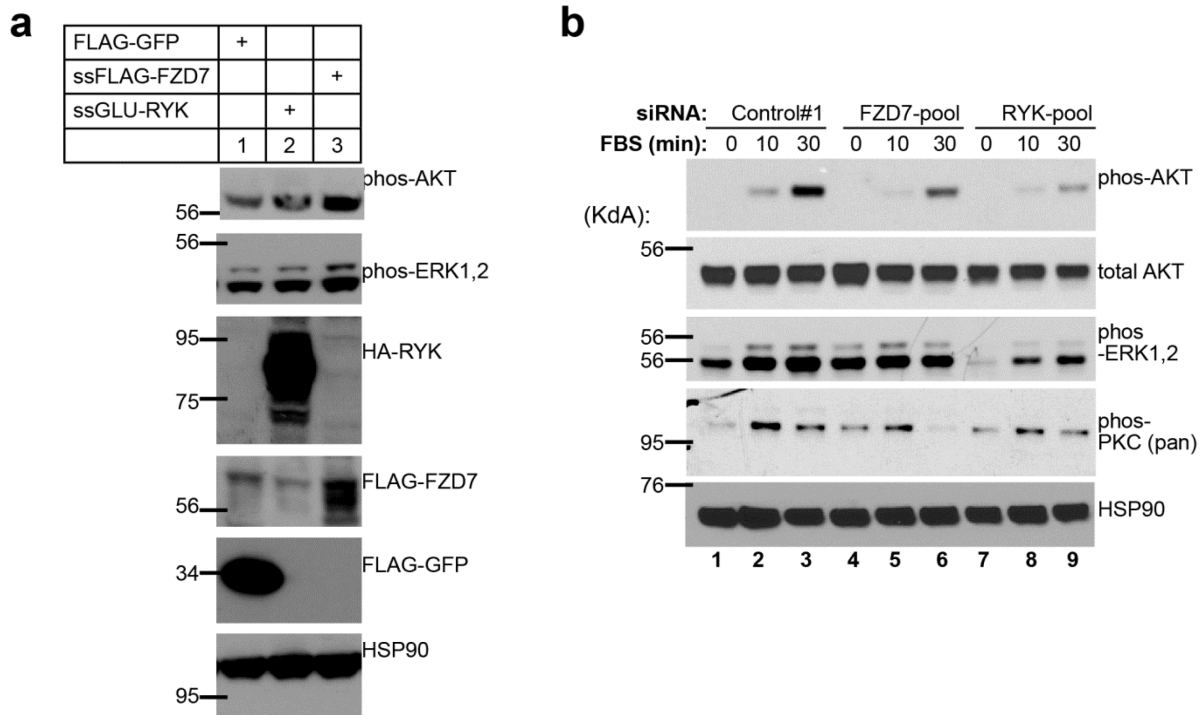 a
FLAG-GFP +
ssFLAG-FZD7 +
ssGLU-RYK +
1 2 3
phos-AKT
56
56
phos-ERK1,2
95
HA-RYK
75
FLAG-FZD7
56
34
FLAG-GFP
HSP90
95
b
siRNA: Control#1 FZD7-pool RYK-pool
FBS (min): 0 10 30 0 10 30 0 10 30
phos-AKT
(KdA):
56
total AKT
56
phos
-ERK1,2
56
phos-
PKC (pan)
95
76
HSP90
1 2 3 4 5 6 7 8 9